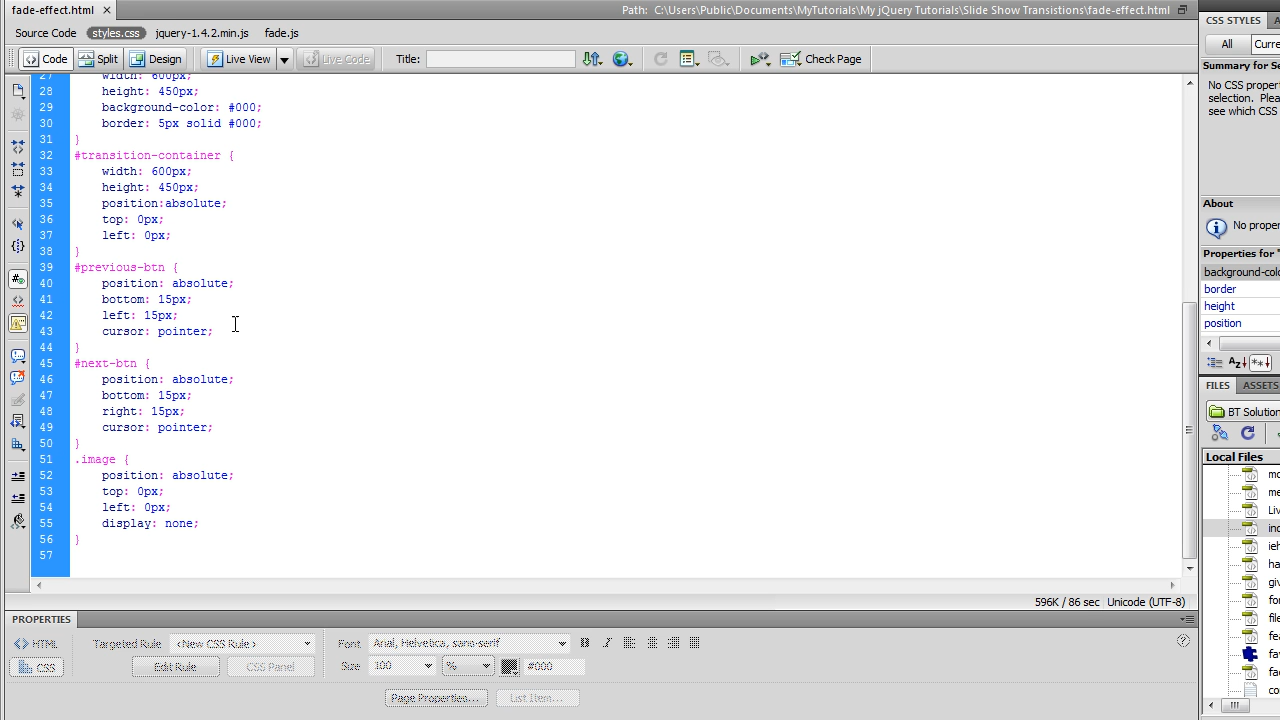 fade-effect.html ×
Path: C:\Users\Public\Documents\MyTutorials\My jQuery Tutorials\Slide Show Transistions\fade-effect.html
CSS STYLES
Source Code styles.css jquery-1.4.2.min.js fade.js
Code Split Design Live View Live Code Title: Check Page
All
Summary for Se
No CSS prope
selection. Plea
see which CSS
27 width: 600px;
28 height: 450px;
29 background-color: #000;
30 border: 5px solid #000;
31 }
32 #transition-container {
33 width: 600px;
34 height: 450px;
35 position:absolute;
36 top: 0px;
37 left: 0px;
38 }
39 #previous-btn {
40 position: absolute;
41 bottom: 15px;
42 left: 15px;
43 cursor: pointer;
44 }
45 #next-btn {
46 position: absolute;
47 bottom: 15px;
48 right: 15px;
49 cursor: pointer;
50 }
51 .image {
52 position: absolute;
53 top: 0px;
54 left: 0px;
55 display: none;
56 }
57
About
No prope
Properties for "
background-colo
border
height
position
FILES ASSETS
BT Solution
Local Files
Liv
596K / 86 sec Unicode (UTF-8)
PROPERTIES
HTML Targeted Rule <New CSS Rule> Font Arial, Helvetica, sans-serif B I
CSS Edit Rule CSS Panel Size 100 % #000
Page Properties... List Item...